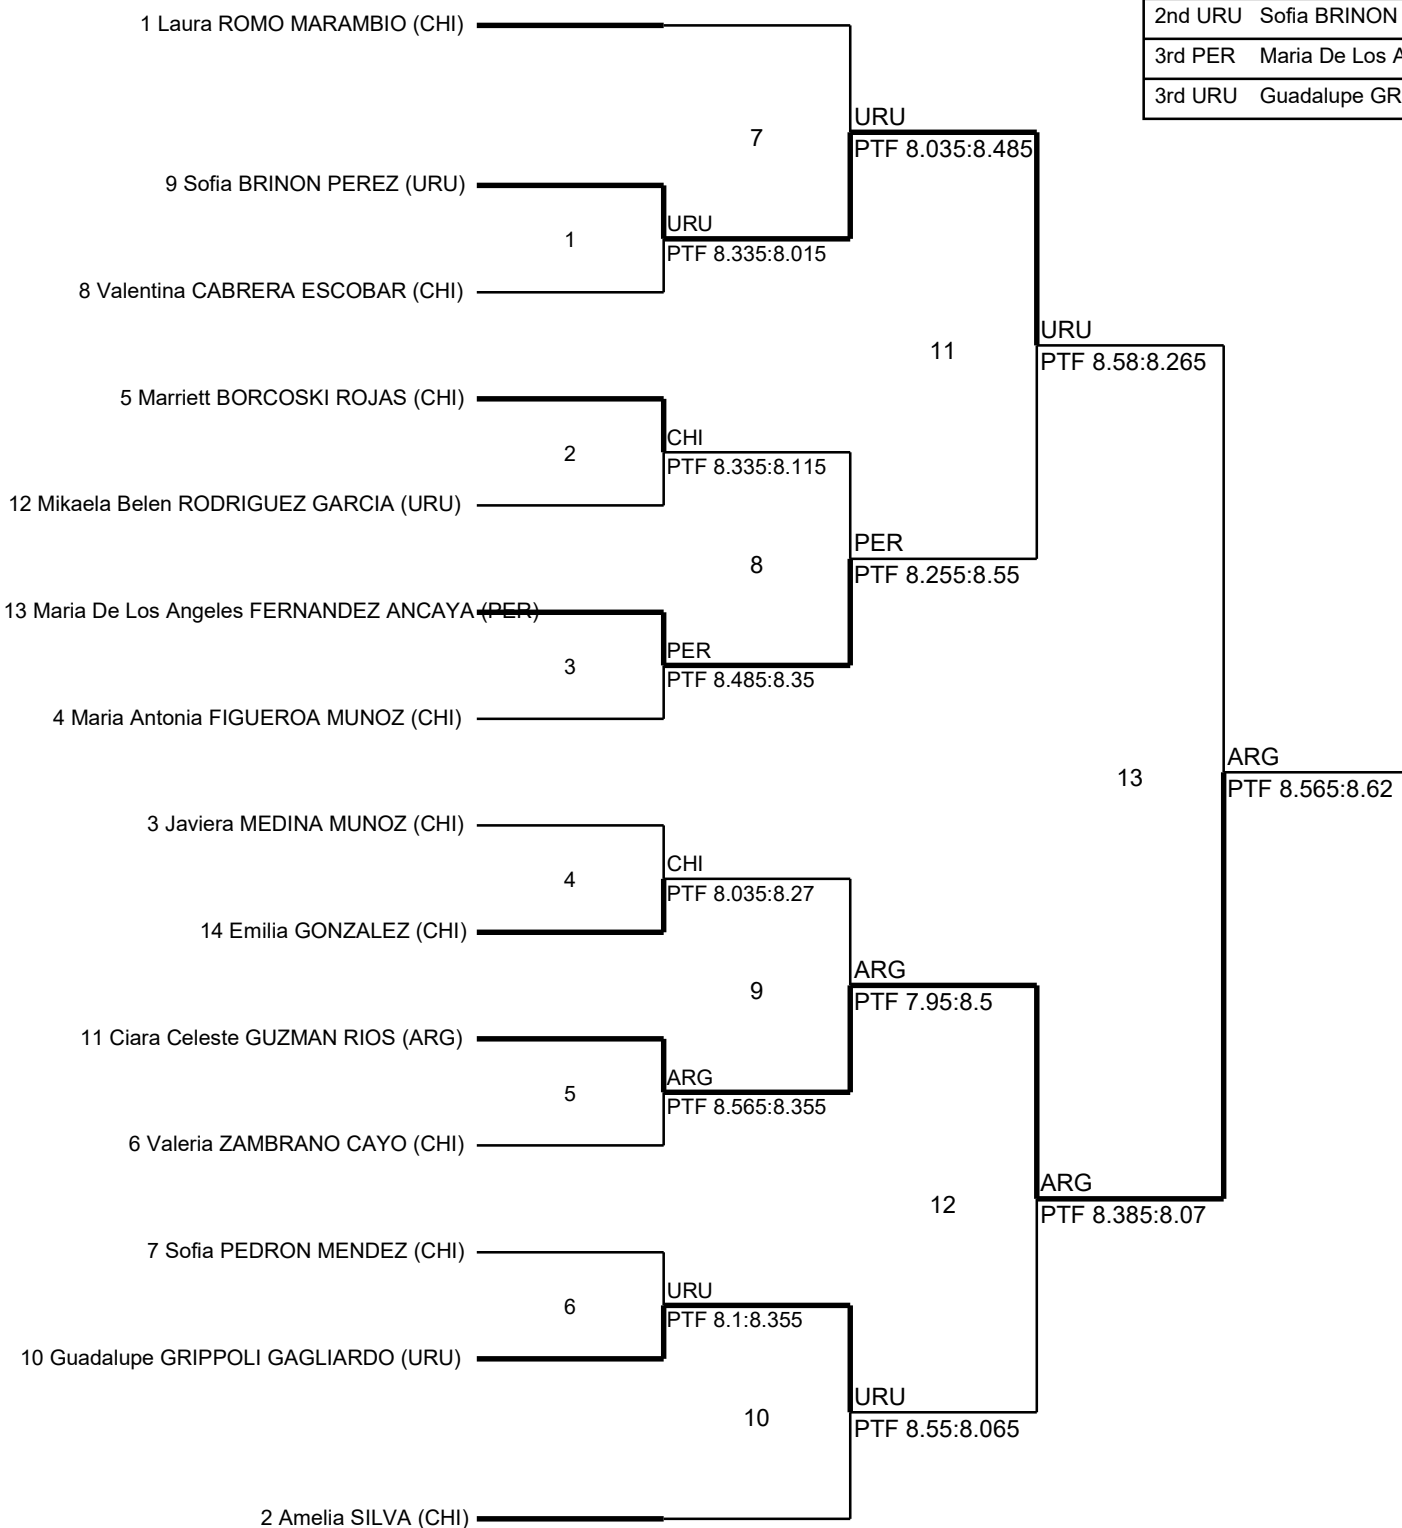 1 Laura ROMO MARAMBIO (CHI)
2nd URU Sofia BRINON
3rd PER Maria De Los A
3rd URU Guadalupe GR
URU
7
PTF 8.035:8.485
9 Sofia BRINON PEREZ (URU)
URU
1
PTF 8.335:8.015
8 Valentina CABRERA ESCOBAR (CHI)
URU
11
PTF 8.58:8.265
5 Marriett BORCOSKI ROJAS (CHI)
CHI
2
PTF 8.335:8.115
12 Mikaela Belen RODRIGUEZ GARCIA (URU)
PER
8
PTF 8.255:8.55
13 Maria De Los Angeles FERNANDEZ ANCAYA (PER)
PER
3
PTF 8.485:8.35
4 Maria Antonia FIGUEROA MUNOZ (CHI)
ARG
13
PTF 8.565:8.62
3 Javiera MEDINA MUNOZ (CHI)
CHI
4
PTF 8.035:8.27
14 Emilia GONZALEZ (CHI)
ARG
9
PTF 7.95:8.5
11 Ciara Celeste GUZMAN RIOS (ARG)
ARG
5
PTF 8.565:8.355
6 Valeria ZAMBRANO CAYO (CHI)
ARG
12
PTF 8.385:8.07
7 Sofia PEDRON MENDEZ (CHI)
URU
6
PTF 8.1:8.355
10 Guadalupe GRIPPOLI GAGLIARDO (URU)
URU
10
PTF 8.55:8.065
2 Amelia SILVA (CHI)